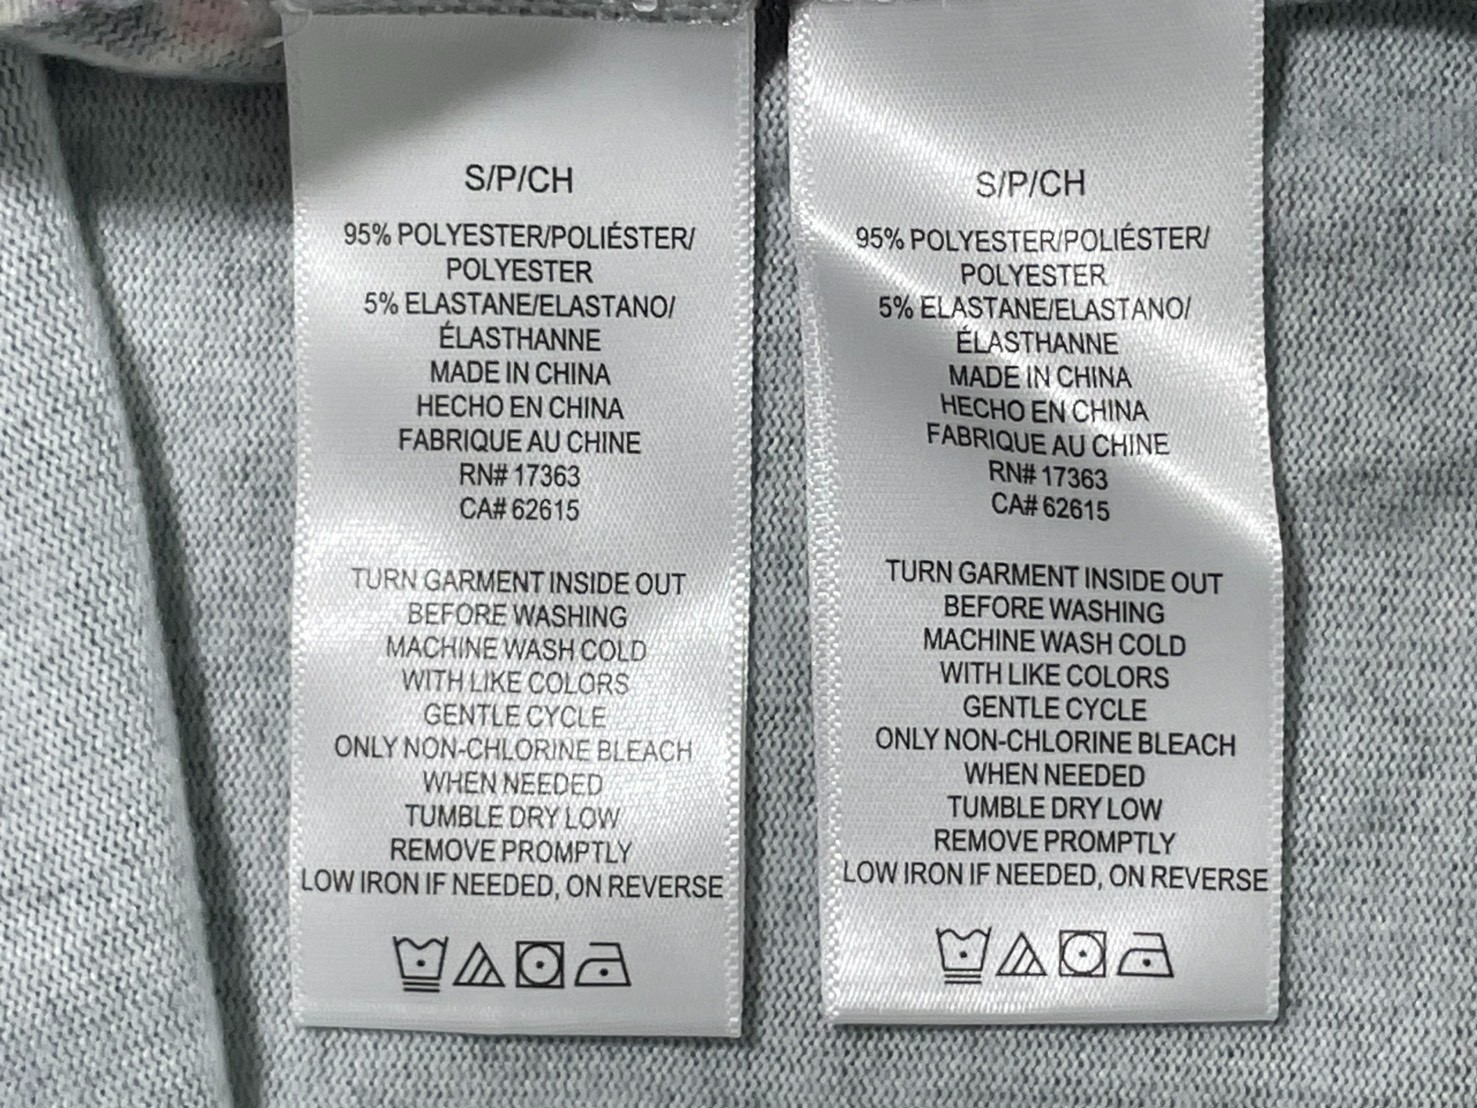 S/P/CH
95% POLYESTER/POLIÉSTER/
POLYESTER
5% ELASTANE/ELASTANO/
ÉLASTHANNE
MADE IN CHINA
HECHO EN CHINA
FABRIQUE AU CHINE
RN# 17363
CA# 62615
TURN GARMENT INSIDE OUT
BEFORE WASHING
MACHINE WASH COLD
WITH LIKE COLORS
GENTLE CYCLE
ONLY NON-CHLORINE BLEACH
WHEN NEEDED
TUMBLE DRY LOW
REMOVE PROMPTLY
LOW IRON IF NEEDED, ON REVERSE
S/P/CH
95% POLYESTER/POLIÉSTER/
POLYESTER
5% ELASTANE/ELASTANO/
ÉLASTHANNE
MADE IN CHINA
HECHO EN CHINA
FABRIQUE AU CHINE
RN# 17363
CA# 62615
TURN GARMENT INSIDE OUT
BEFORE WASHING
MACHINE WASH COLD
WITH LIKE COLORS
GENTLE CYCLE
ONLY NON-CHLORINE BLEACH
WHEN NEEDED
TUMBLE DRY LOW
REMOVE PROMPTLY
LOW IRON IF NEEDED, ON REVERSE